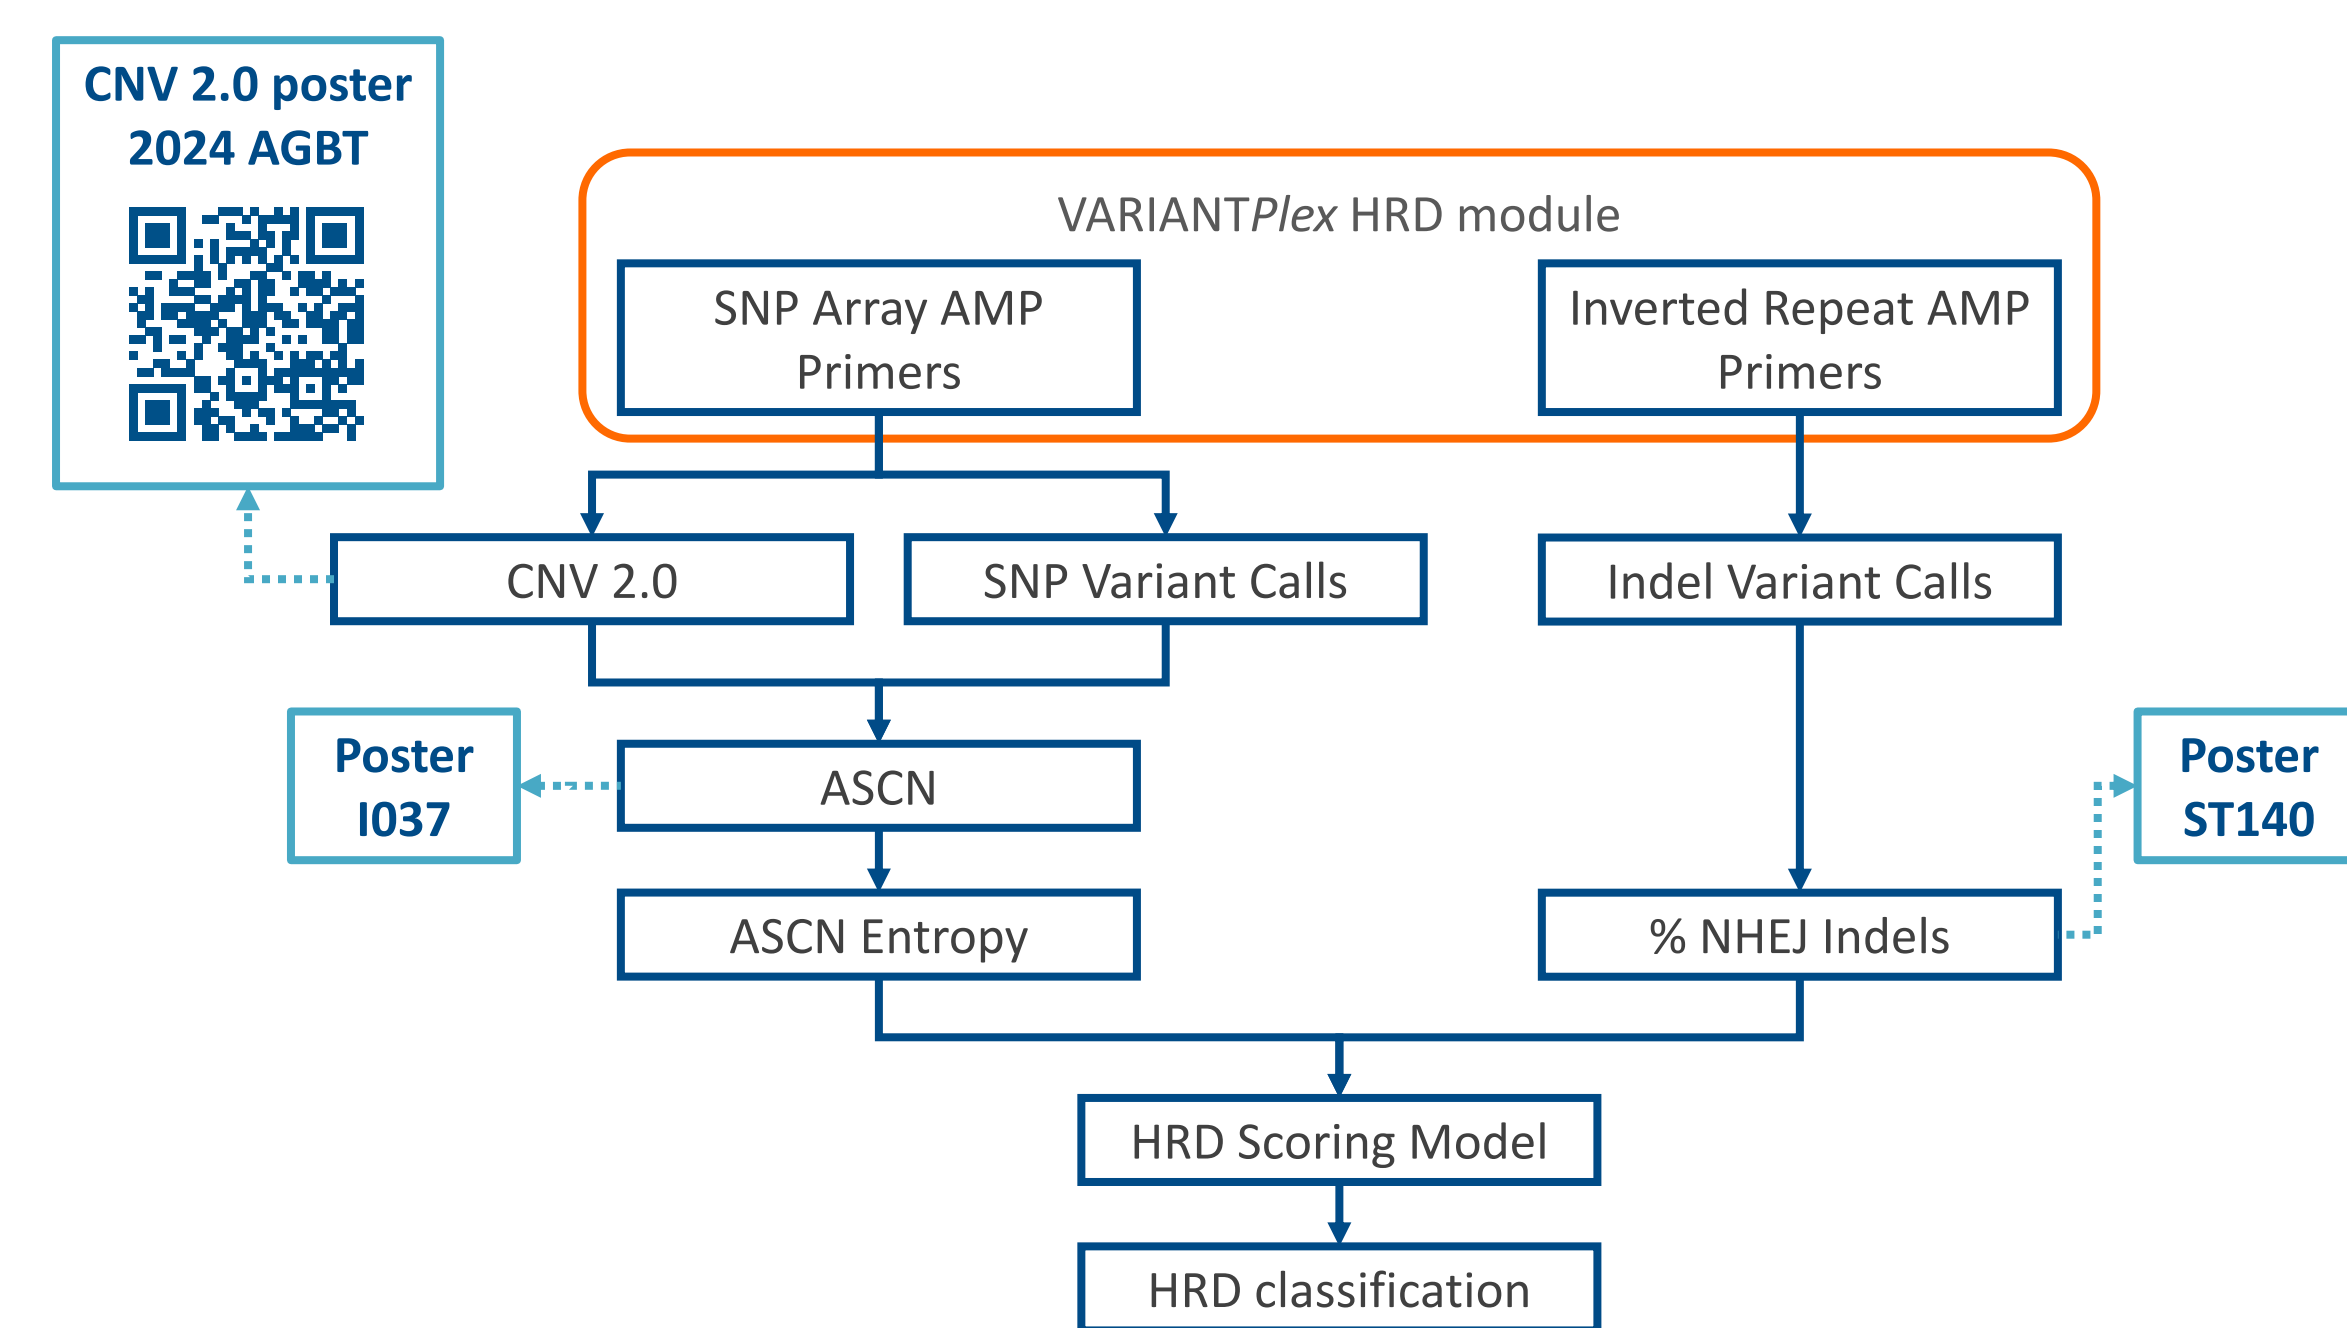 CNV 2.0 poster
2024 AGBT
VARIANTPlex HRD module
SNP Array AMP
Primers
Inverted Repeat AMP
Primers
CNV 2.0
SNP Variant Calls
Indel Variant Calls
Poster
I037
ASCN
Poster
ST140
ASCN Entropy
% NHEJ Indels
HRD Scoring Model
HRD classification